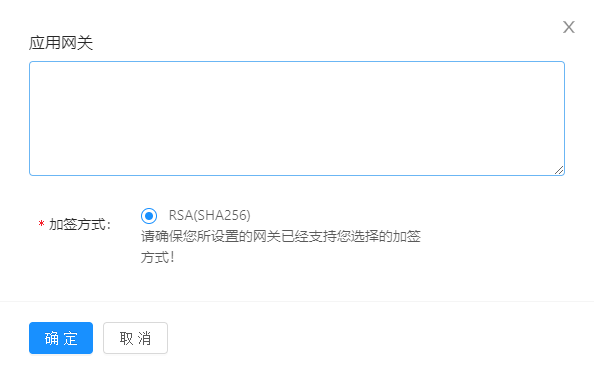 X
应用网关
* 加签方式:
RSA(SHA256)
请确保您所设置的网关已经支持您选择的加签
方式!
确 定
取 消